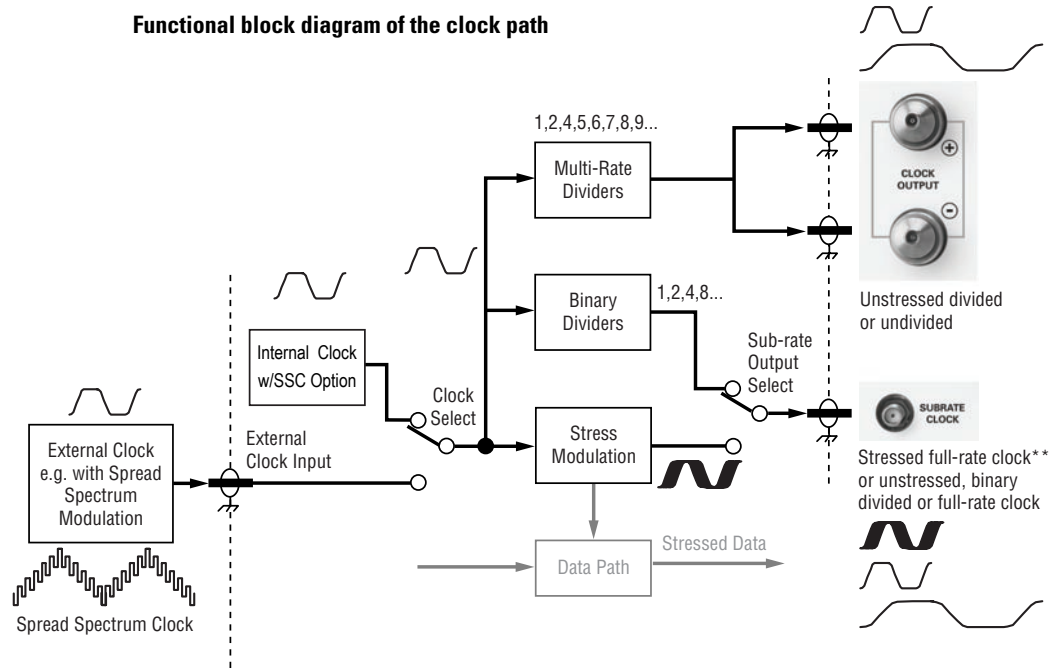 Functional block diagram of the clock path
1,2,4,5,6,7,8,9...
Multi-Rate
Dividers
+
CLOCK
OUTPUT
-
Unstressed divided
or undivided
Binary
Dividers
1,2,4,8...
Internal Clock
w/SSC Option
Clock
Select
Sub-rate
Output
Select
SUBRATE
CLOCK
External Clock
e.g. with Spread
Spectrum
Modulation
External
Clock Input
Stress
Modulation
Stressed full-rate clock**
or unstressed, binary
divided or full-rate clock
Data Path
Stressed Data
Spread Spectrum Clock